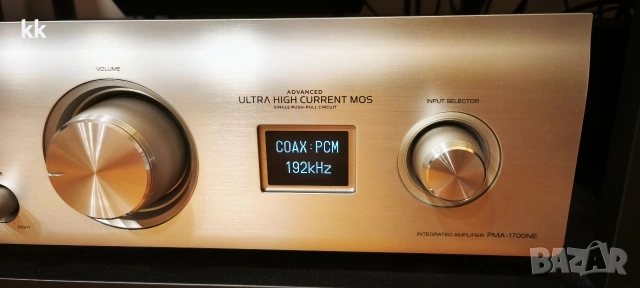 kk
VOLUME
ADVANCED
ULTRA HIGH CURRENT MOS
SINGLE PUSH-PULL CIRCUIT
INPUT SELECTOR
COAX:PCM
192kHz
RIGHT
INTEGRATED AMPLIFIER PMA-1700NE
BAZAR